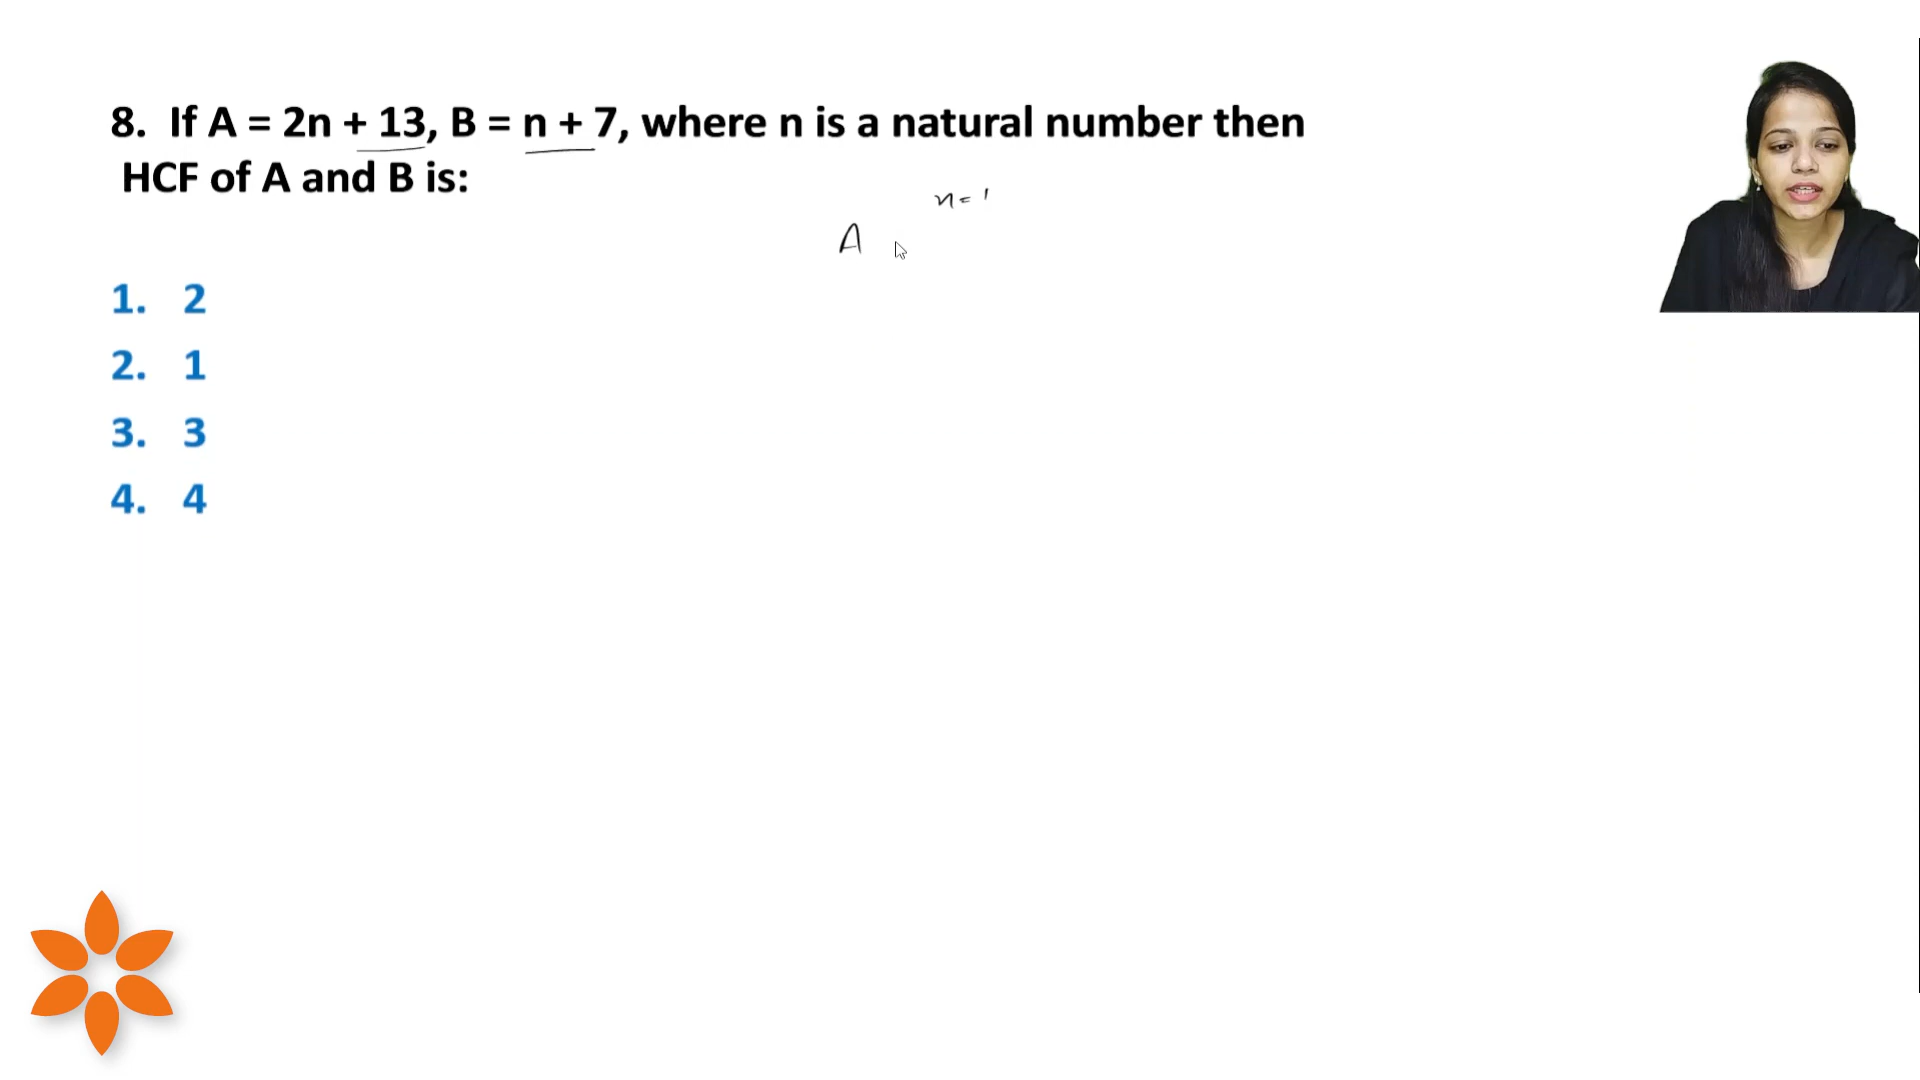 8. If A = 2n + 13, B = n + 7, where n is a natural number then
HCF of A and B is:
n = 1
A
1. 2
2. 1
3. 3
4. 4